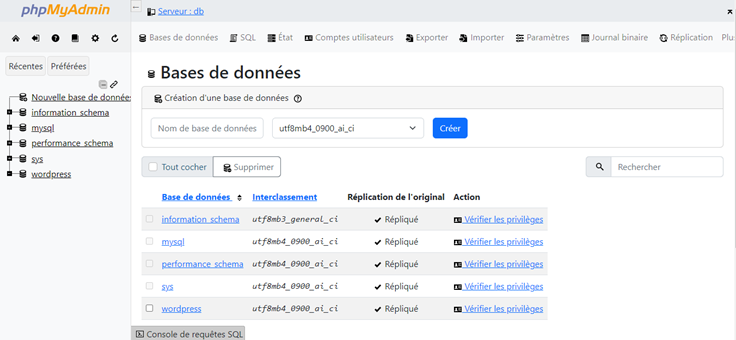 phpMyAdmin
Récentes Préférées
Nouvelle base de données
information_schema
mysql
performance_schema
sys
wordpress
Serveur : db
Bases de données SQL État Comptes utilisateurs Exporter Importer Paramètres Journal binaire Réplication Plu
Bases de données
Création d'une base de données
Nom de base de données utf8mb4_0900_ai_ci Créer
Tout cocher Supprimer Rechercher
Base de données Interclassement Réplication de l'original Action
information_schema utf8mb3_general_ci Répliqué Vérifier les privilèges
mysql utf8mb4_0900_ai_ci Répliqué Vérifier les privilèges
performance_schema utf8mb4_0900_ai_ci Répliqué Vérifier les privilèges
sys utf8mb4_0900_ai_ci Répliqué Vérifier les privilèges
wordpress utf8mb4_0900_ai_ci Répliqué Vérifier les privilèges
Console de requêtes SQL